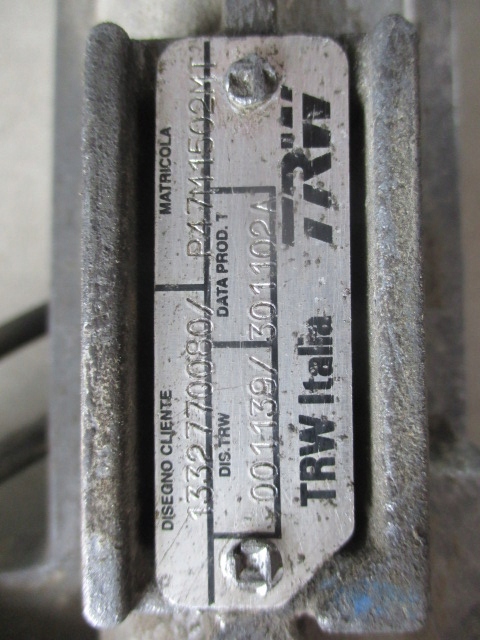 DISEGNO CLIENTE MATRICOLA
1332770080/ P47M1502MT
DIS.TRW DATA PROD. T
001139/ 301102A
TRW Italia TRW